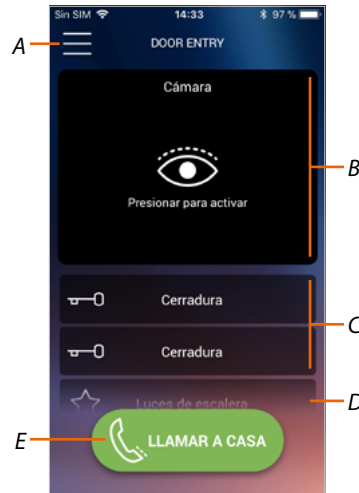 Sin SIM 14:33 97 %
A DOOR ENTRY
Cámara
B
Presionar para activar
Cerradura
C
Cerradura
Luces de escalera D
E LLAMAR A CASA